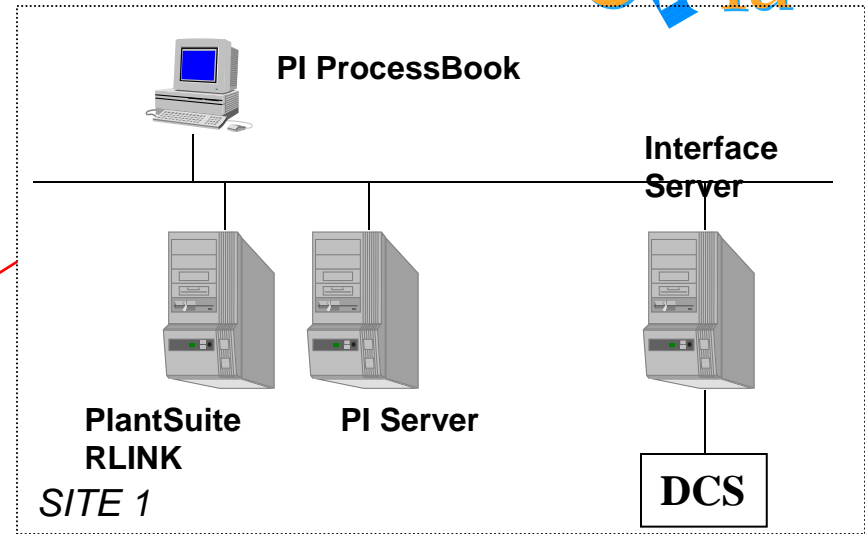 PI ProcessBook
Interface
Server
PlantSuite
RLINK
PI Server
SITE 1
DCS